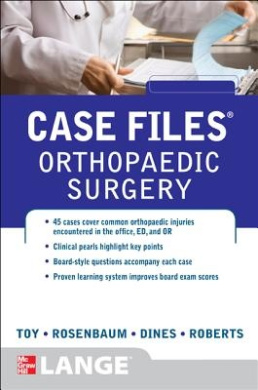 CASE FILES®
ORTHOPAEDIC
SURGERY
• 45 cases cover common orthopaedic injuries
encountered in the office, ED, and OR
• Clinical pearls highlight key points
• Board-style questions accompany each case
• Proven learning system improves board exam scores
TOY • ROSENBAUM • DINES • ROBERTS
Mc
Graw
Hill
LANGE®